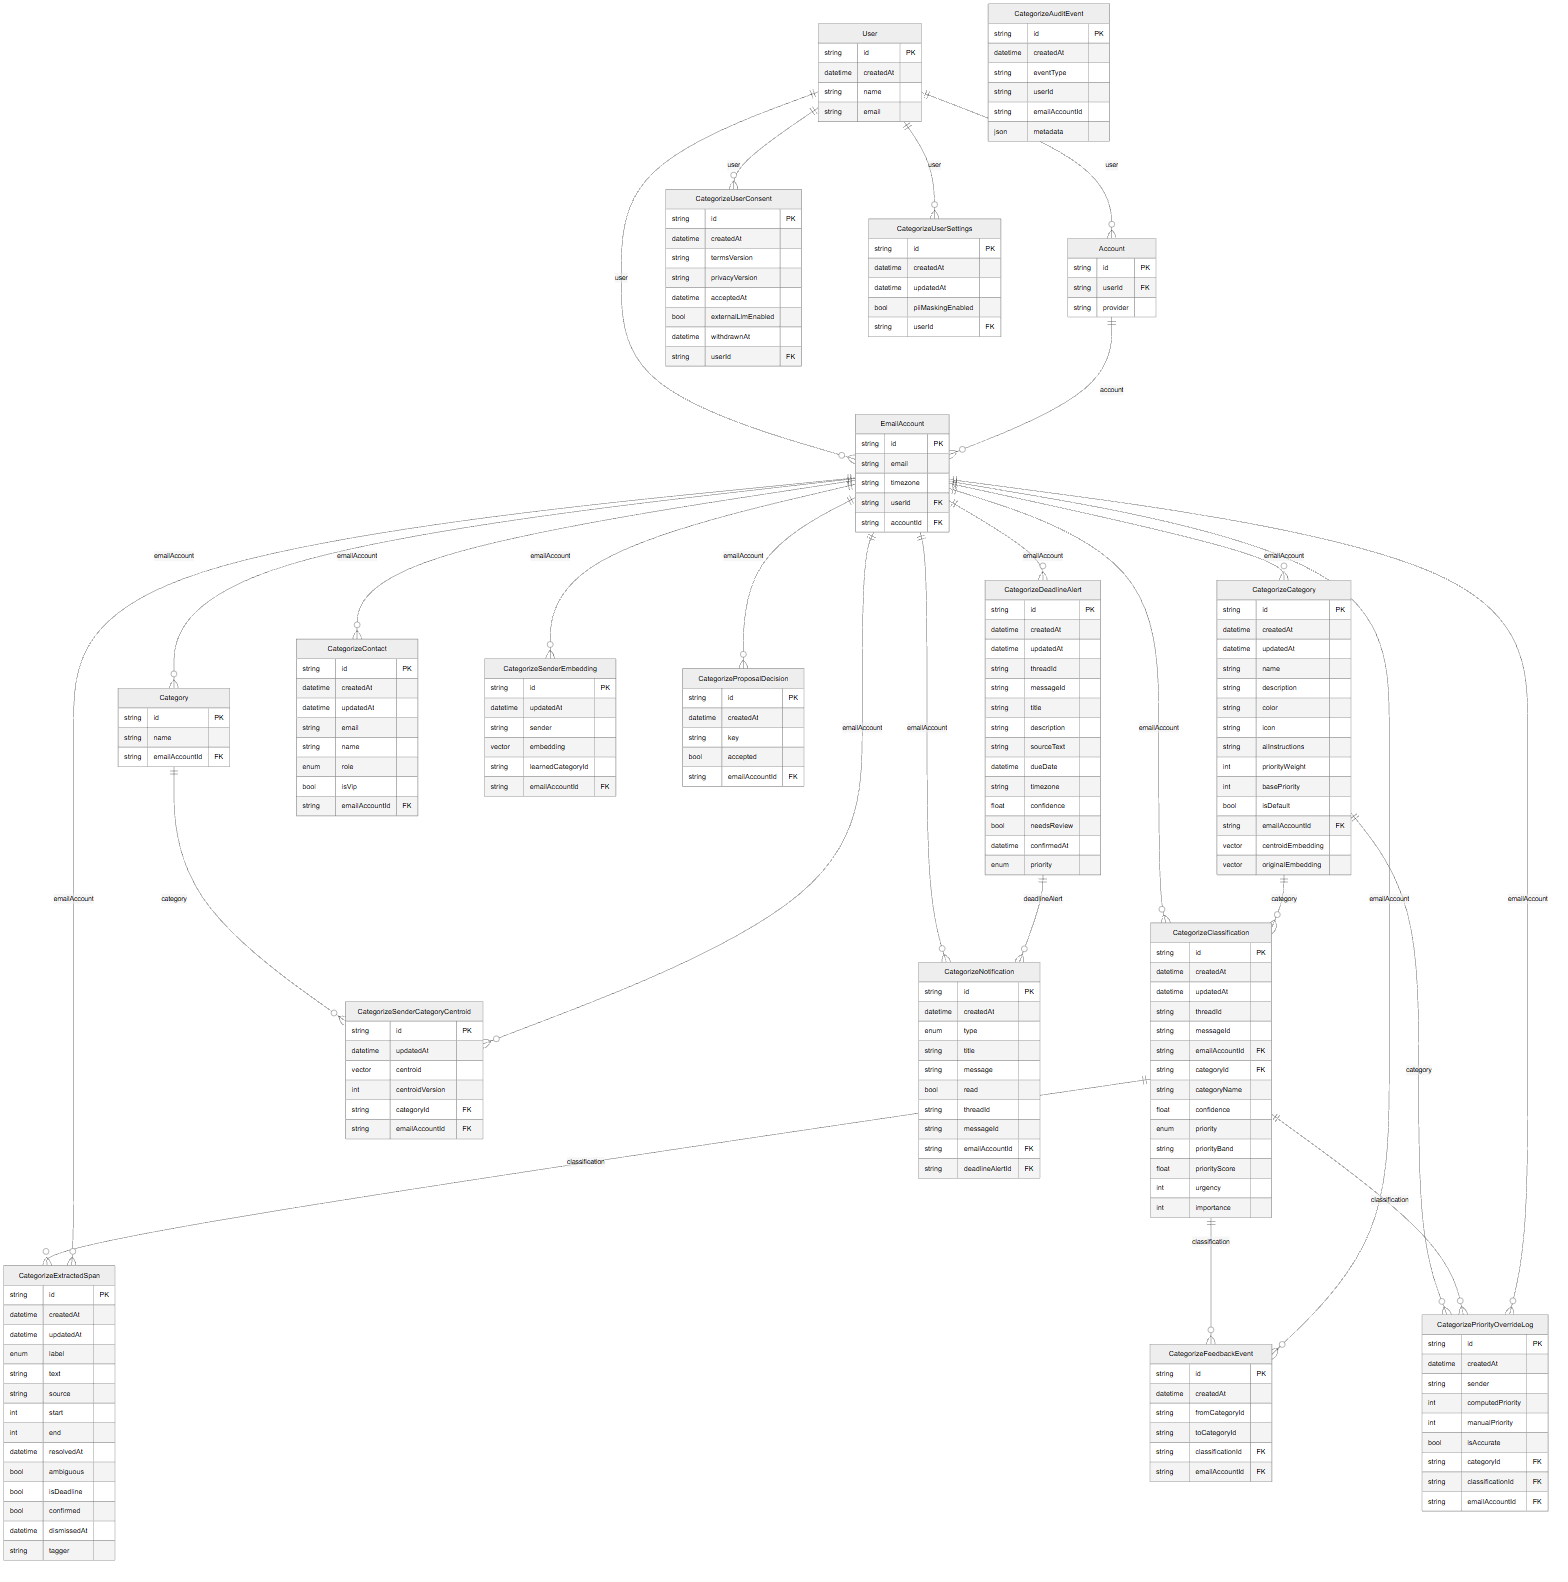 CategorizeAuditEvent
string id PK
datetime createdAt
string eventType
string userId
string emailAccountId
json metadata
User
string id PK
datetime createdAt
string name
string email
user
user
user
user
CategorizeUserConsent
string id PK
datetime createdAt
string termsVersion
string privacyVersion
datetime acceptedAt
bool externalLlmEnabled
datetime withdrawnAt
string userId FK
CategorizeUserSettings
string id PK
datetime createdAt
datetime updatedAt
bool piiMaskingEnabled
string userId FK
Account
string id PK
string userId FK
string provider
account
EmailAccount
string id PK
string email
string timezone
string userId FK
string accountId FK
emailAccount
emailAccount
emailAccount
emailAccount
emailAccount
emailAccount
CategorizeDeadlineAlert
string id PK
datetime createdAt
datetime updatedAt
string threadId
string messageId
string title
string description
string sourceText
datetime dueDate
string timezone
float confidence
bool needsReview
datetime confirmedAt
enum priority
CategorizeCategory
string id PK
datetime createdAt
datetime updatedAt
string name
string description
string color
string icon
string aiInstructions
int priorityWeight
int basePriority
bool isDefault
string emailAccountId FK
vector centroidEmbedding
vector originalEmbedding
CategorizeContact
string id PK
datetime createdAt
datetime updatedAt
string email
string name
enum role
bool isVip
string emailAccountId FK
CategorizeSenderEmbedding
string id PK
datetime updatedAt
string sender
vector embedding
string learnedCategoryId
string emailAccountId FK
CategorizeProposalDecision
string id PK
datetime createdAt
string key
bool accepted
string emailAccountId FK
Category
string id PK
string name
string emailAccountId FK
emailAccount
emailAccount
emailAccount
emailAccount
category
deadlineAlert
category
emailAccount
emailAccount
CategorizeClassification
string id PK
datetime createdAt
datetime updatedAt
string threadId
string messageId
string emailAccountId FK
string categoryId FK
string categoryName
float confidence
enum priority
string priorityBand
float priorityScore
int urgency
int importance
CategorizeNotification
string id PK
datetime createdAt
enum type
string title
string message
bool read
string threadId
string messageId
string emailAccountId FK
string deadlineAlertId FK
CategorizeSenderCategoryCentroid
string id PK
datetime updatedAt
vector centroid
int centroidVersion
string categoryId FK
string emailAccountId FK
category
classification
classification
classification
CategorizeExtractedSpan
string id PK
datetime createdAt
datetime updatedAt
enum label
string text
string source
int start
int end
datetime resolvedAt
bool ambiguous
bool isDeadline
bool confirmed
datetime dismissedAt
string tagger
CategorizeFeedbackEvent
string id PK
datetime createdAt
string fromCategoryId
string toCategoryId
string classificationId FK
string emailAccountId FK
CategorizePriorityOverrideLog
string id PK
datetime createdAt
string sender
int computedPriority
int manualPriority
bool isAccurate
string categoryId FK
string classificationId FK
string emailAccountId FK